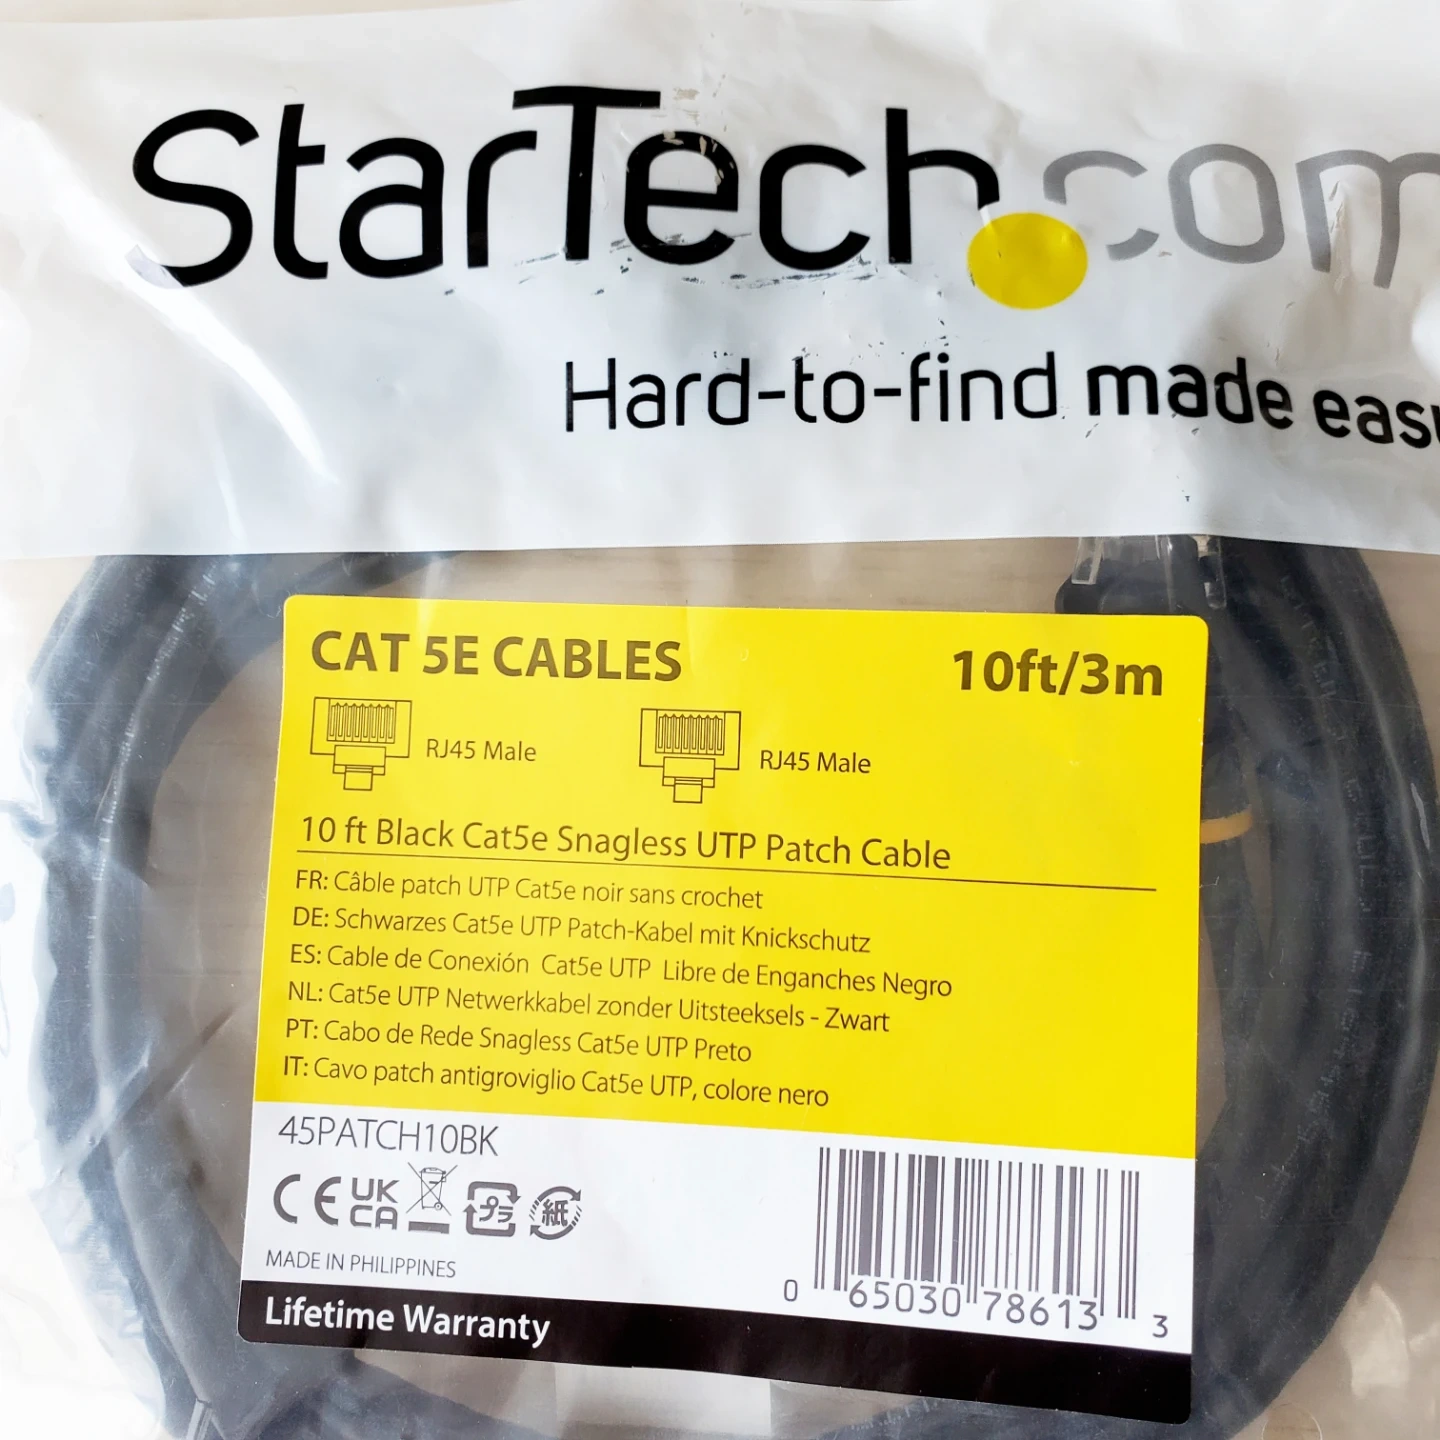 StarTech.com
Hard-to-find made easy
CAT 5E CABLES 10ft/3m
RJ45 Male RJ45 Male
10 ft Black Cat5e Snagless UTP Patch Cable
FR: Câble patch UTP Cat5e noir sans crochet
DE: Schwarzes Cat5e UTP Patch-Kabel mit Knickschutz
ES: Cable de Conexión Cat5e UTP Libre de Enganches Negro
NL: Cat5e UTP Netwerkkabel zonder Uitsteeksels - Zwart
PT: Cabo de Rede Snagless Cat5e UTP Preto
IT: Cavo patch antigroviglio Cat5e UTP, colore nero
45PATCH10BK
CE UK CA プラ 紙
MADE IN PHILIPPINES
0 65030 78613 3
Lifetime Warranty